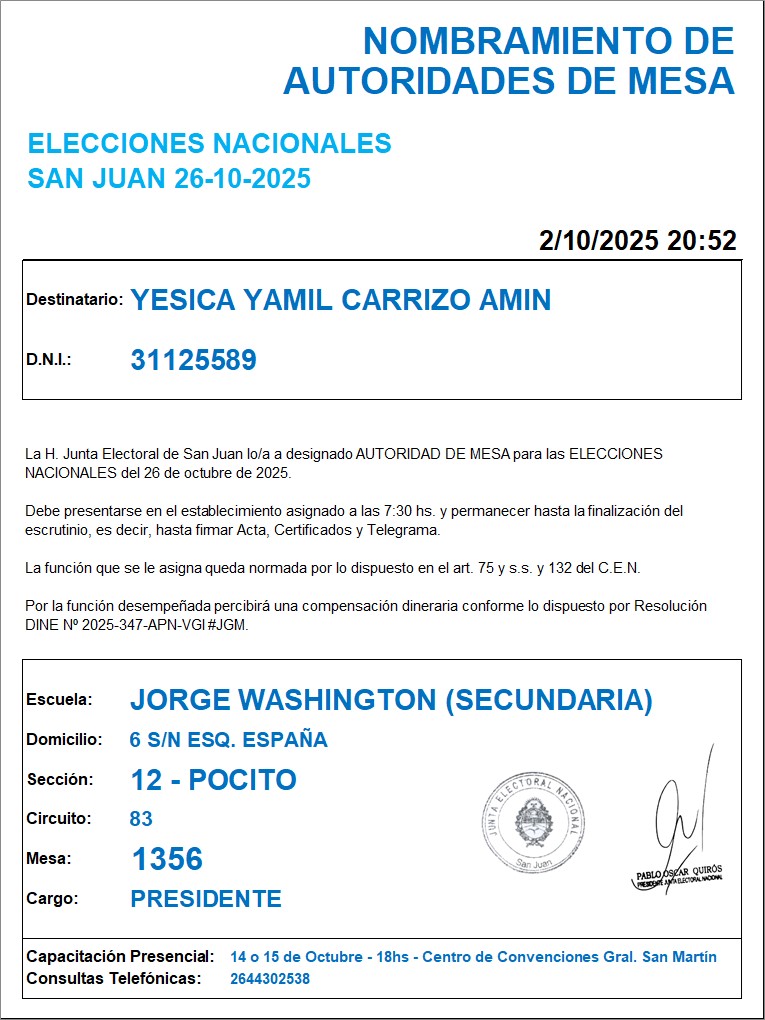 NOMBRAMIENTO DE
AUTORIDADES DE MESA
ELECCIONES NACIONALES
SAN JUAN 26-10-2025
2/10/2025 20:52
Destinatario: YESICA YAMIL CARRIZO AMIN
D.N.I.: 31125589
La H. Junta Electoral de San Juan lo/a a designado AUTORIDAD DE MESA para las ELECCIONES
NACIONALES del 26 de octubre de 2025.
Debe presentarse en el establecimiento asignado a las 7:30 hs. y permanecer hasta la finalización del
escrutinio, es decir, hasta firmar Acta, Certificados y Telegrama.
La función que se le asigna queda normada por lo dispuesto en el art. 75 y s.s. y 132 del C.E.N.
Por la función desempeñada percibirá una compensación dineraria conforme lo dispuesto por Resolución
DINE Nº 2025-347-APN-VGI#JGM.
Escuela: JORGE WASHINGTON (SECUNDARIA)
Domicilio: 6 S/N ESQ. ESPAÑA
Sección: 12 - POCITO
Circuito: 83
Mesa: 1356
Cargo: PRESIDENTE
JUNTA ELECTORAL NACIONAL
San Juan
PABLO OSCAR QUIRÓS
PRESIDENTE JUNTA ELECTORAL NACIONAL
Capacitación Presencial: 14 o 15 de Octubre - 18hs - Centro de Convenciones Gral. San Martín
Consultas Telefónicas: 2644302538